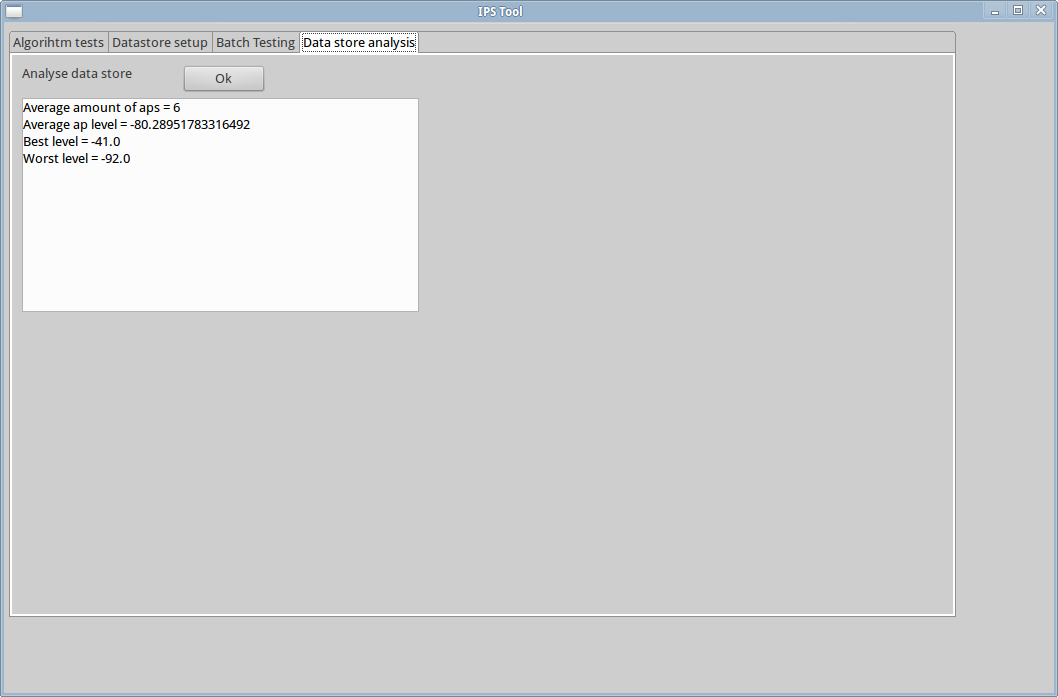 IPS Tool
Algorihtm tests Datastore setup Batch Testing Data store analysis
Analyse data store Ok
Average amount of aps = 6
Average ap level = -80.28951783316492
Best level = -41.0
Worst level = -92.0